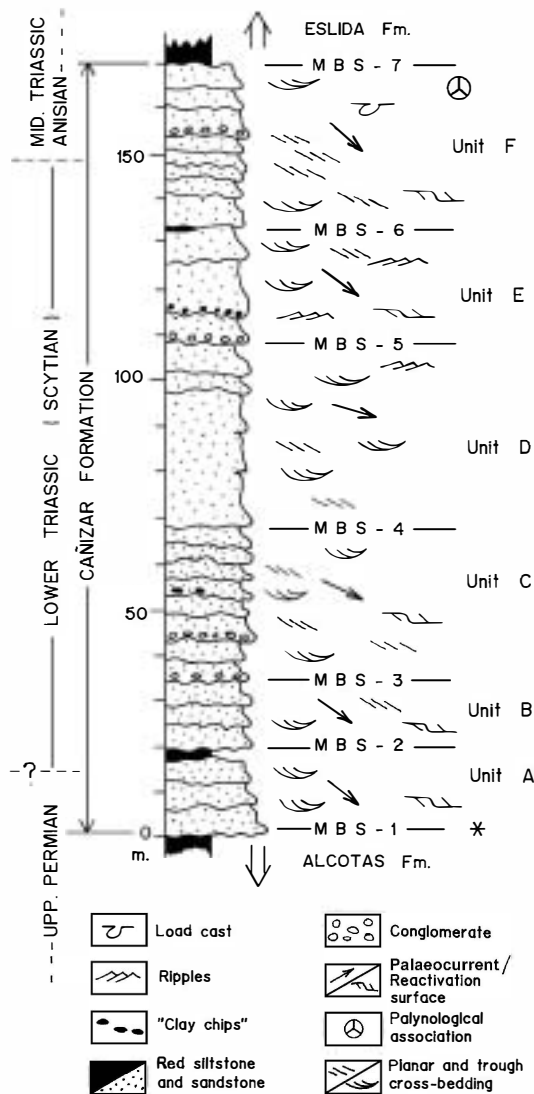 ESLIDA Fm.
MBS - 7
MID. TRIASSIC
ANISIAN
150
Unit F
MBS - 6
Unit E
MBS - 5
SCYTIAN
100
CAÑIZAR FORMATION
Unit D
MBS - 4
LOWER TRIASSIC
Unit C
50
MBS - 3
Unit B
MBS - 2
?
Unit A
0
MBS - 1
*
m.
ALCOTAS Fm.
UPP. PERMIAN
Load cast
Conglomerate
Ripples
Palaeocurrent/
Reactivation
surface
"Clay chips"
Palynological
association
Red siltstone
and sandstone
Planar and trough
cross-bedding